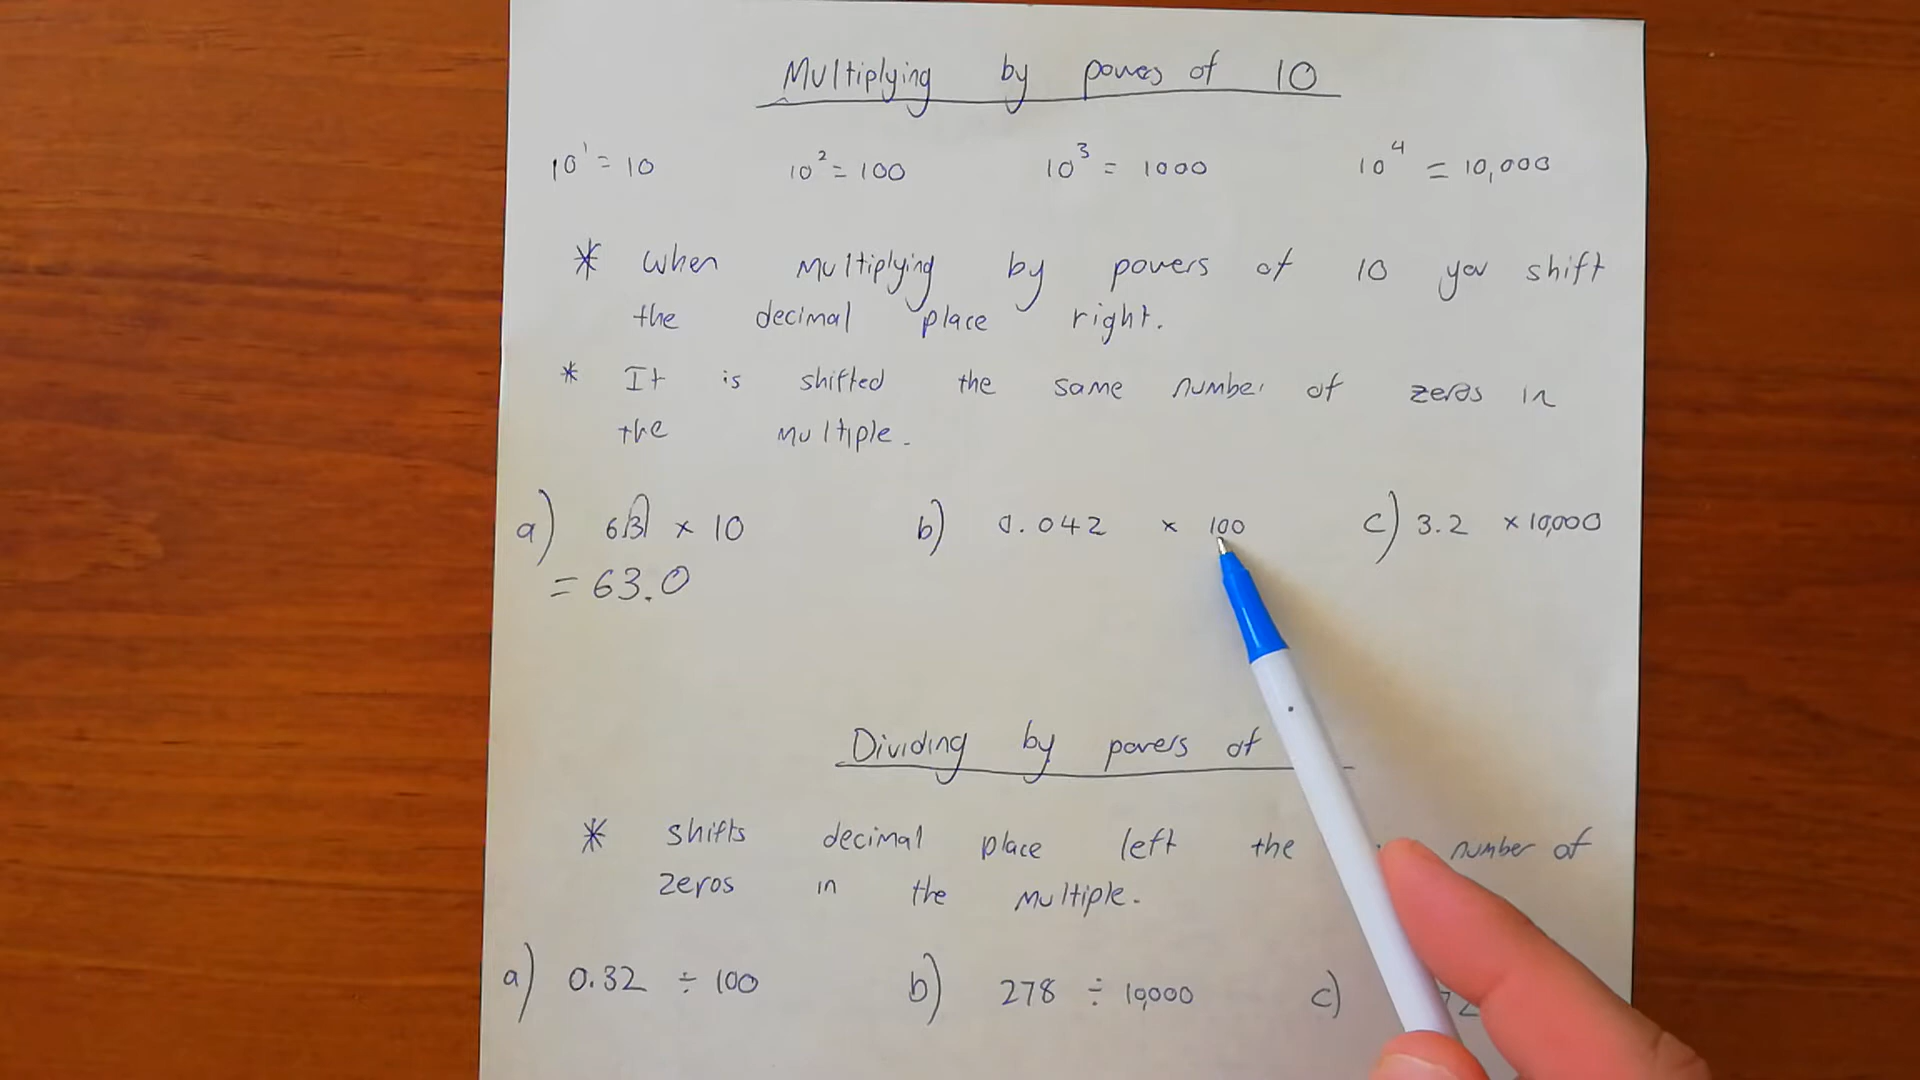 Multiplying by powers of 10
10¹ = 10 10² = 100 10³ = 1000 10⁴ = 10,000
* When multiplying by powers of 10 you shift
the decimal place right.
* It is shifted the same number of zeros in
the multiple.
a) 6.3 x 10 b) 0.042 x 100 c) 3.2 x 10,000
= 63.0
Dividing by powers of
* shifts decimal place left the number of
zeros in the multiple.
a) 0.32 ÷ 100 b) 278 ÷ 10,000 c)